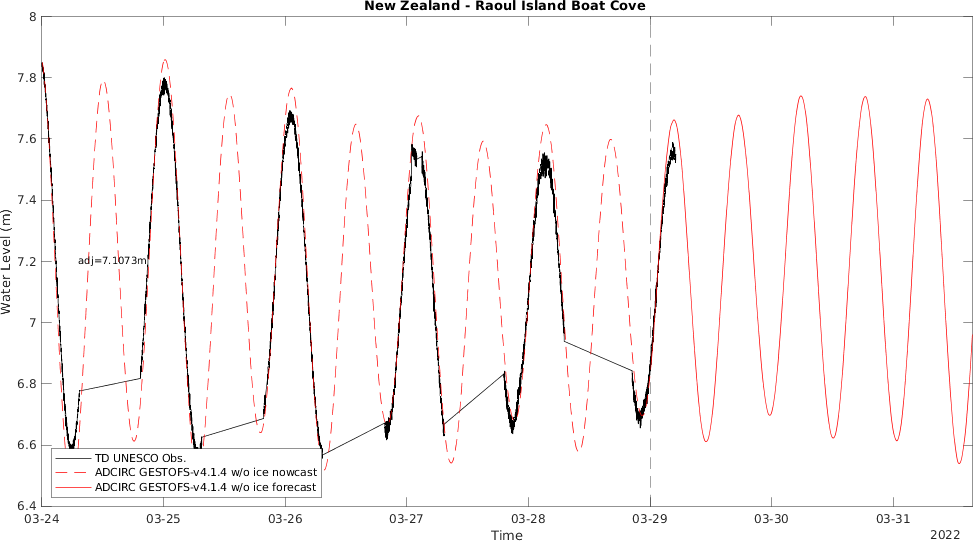 New Zealand - Raoul Island Boat Cove
8
7.8
7.6
7.4
7.2
7
6.8
6.6
6.4
Water Level (m)
adj=7.1073m
TD UNESCO Obs.
ADCIRC GESTOFS-v4.1.4 w/o ice nowcast
ADCIRC GESTOFS-v4.1.4 w/o ice forecast
03-24 03-25 03-26 03-27 03-28 03-29 03-30 03-31
Time
2022